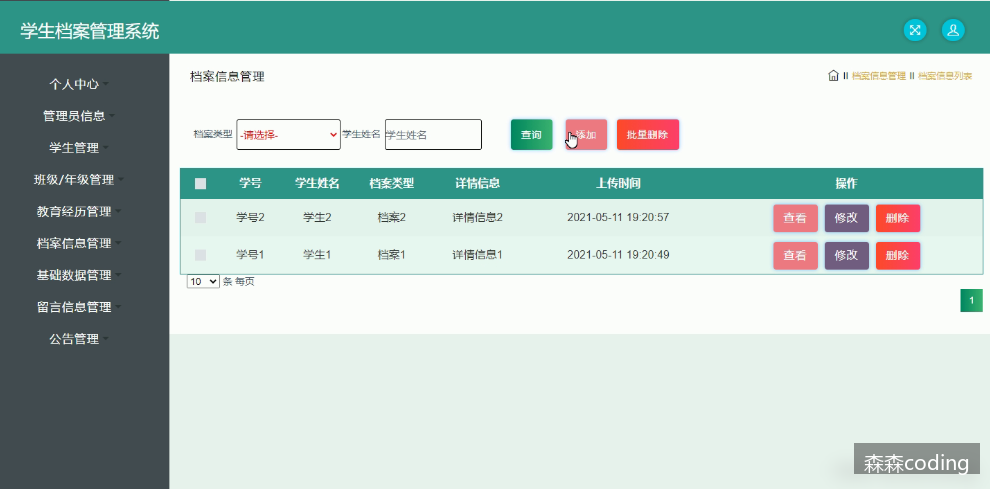 学生档案管理系统
个人中心
管理员信息
学生管理
班级/年级管理
教育经历管理
档案信息管理
基础数据管理
留言信息管理
公告管理
档案信息管理
档案信息管理 档案信息列表
档案类型 -请选择- 学生姓名 学生姓名 查询 添加 批量删除
学号 学生姓名 档案类型 详情信息 上传时间 操作
学号2 学生2 档案2 详情信息2 2021-05-11 19:20:57 查看 修改 删除
学号1 学生1 档案1 详情信息1 2021-05-11 19:20:49 查看 修改 删除
10 条 每页
1
森森coding